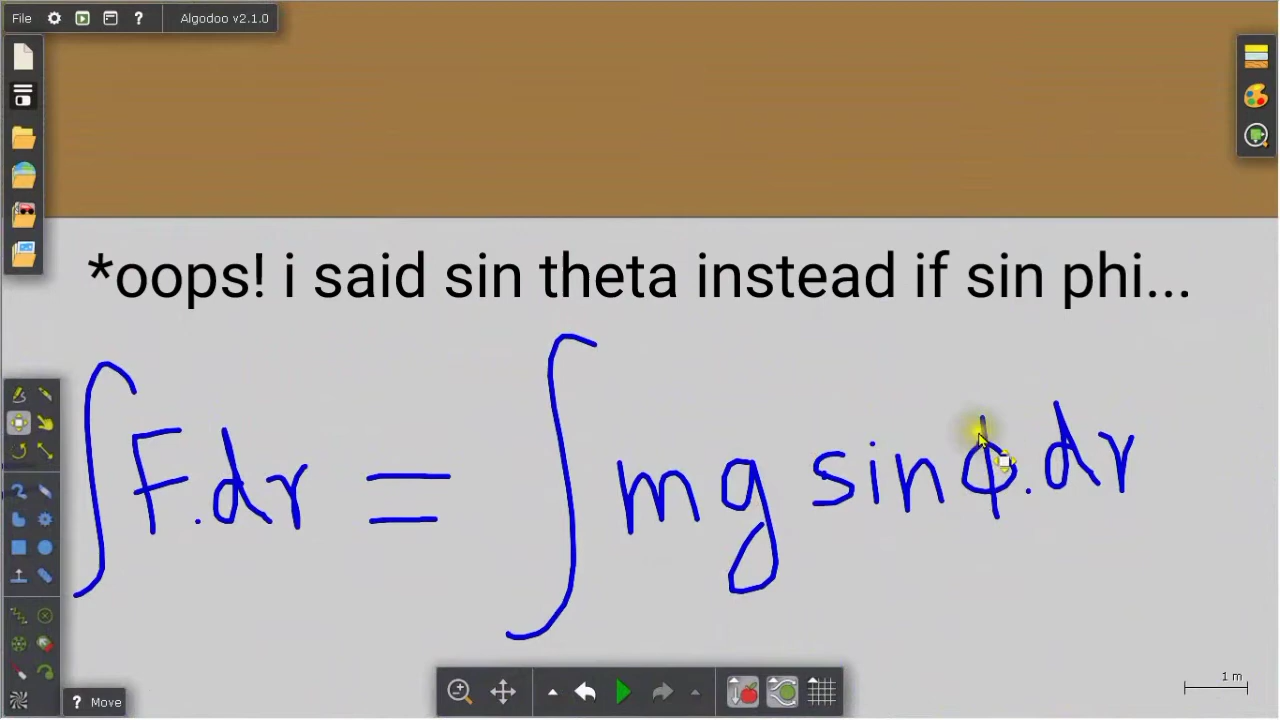 File ? Algodoo v2.1.0
*oops! i said sin theta instead if sin phi...
∫F.dr = ∫mg sinϕ.dr
1 m
? Move